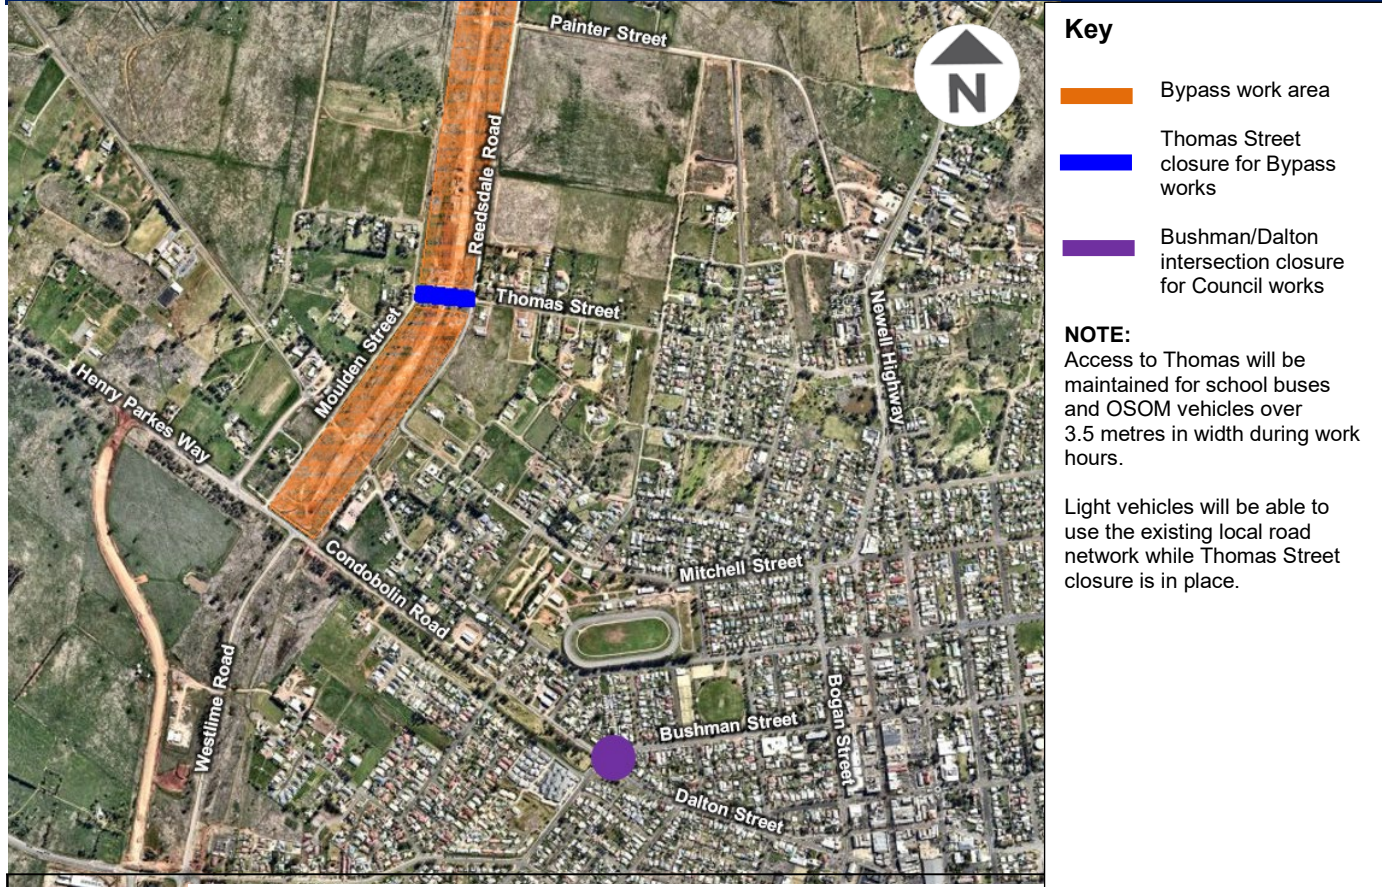 Painter Street
N
Reedsdale Road
Thomas Street
Moulden Street
Newell Highway
Henry Parkes Way
Condobolin Road
Mitchell Street
Westlime Road
Bogan Street
Bushman Street
Dalton Street
Key
Bypass work area
Thomas Street
closure for Bypass
works
Bushman/Dalton
intersection closure
for Council works
NOTE:
Access to Thomas will be
maintained for school buses
and OSOM vehicles over
3.5 metres in width during work
hours.
Light vehicles will be able to
use the existing local road
network while Thomas Street
closure is in place.